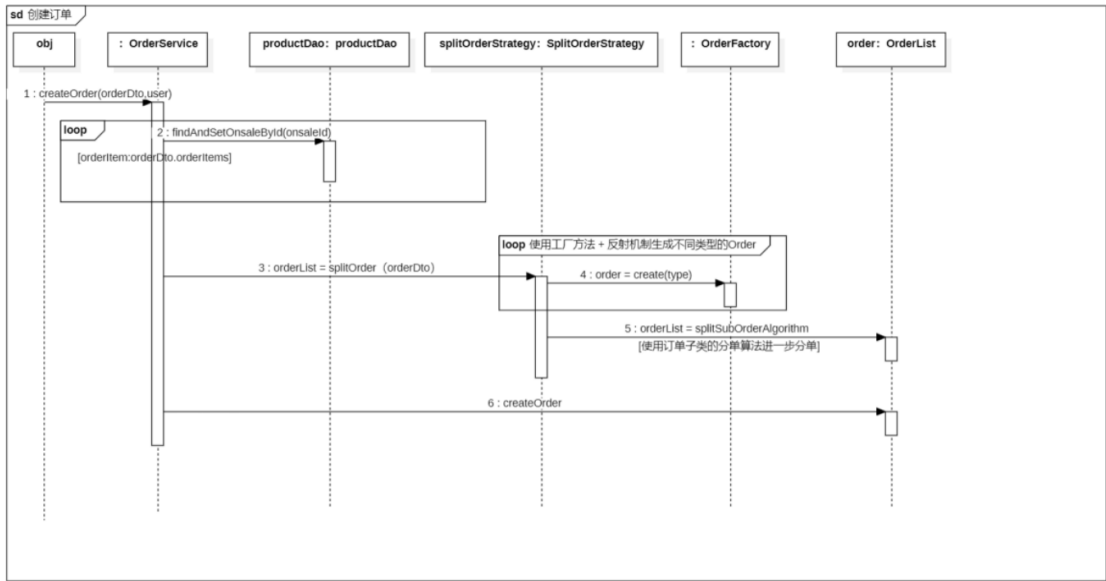 sd 创建订单
obj
: OrderService
productDao: productDao
splitOrderStrategy: SplitOrderStrategy
: OrderFactory
order: OrderList
1 : createOrder(orderDto,user)
loop
2 : findAndSetOnsaleById(onsaleId)
[orderItem:orderDto.orderItems]
loop 使用工厂方法 + 反射机制生成不同类型的Order
3 : orderList = splitOrder（orderDto）
4 : order = create(type)
5 : orderList = splitSubOrderAlgorithm
[使用订单子类的分单算法进一步分单]
6 : createOrder